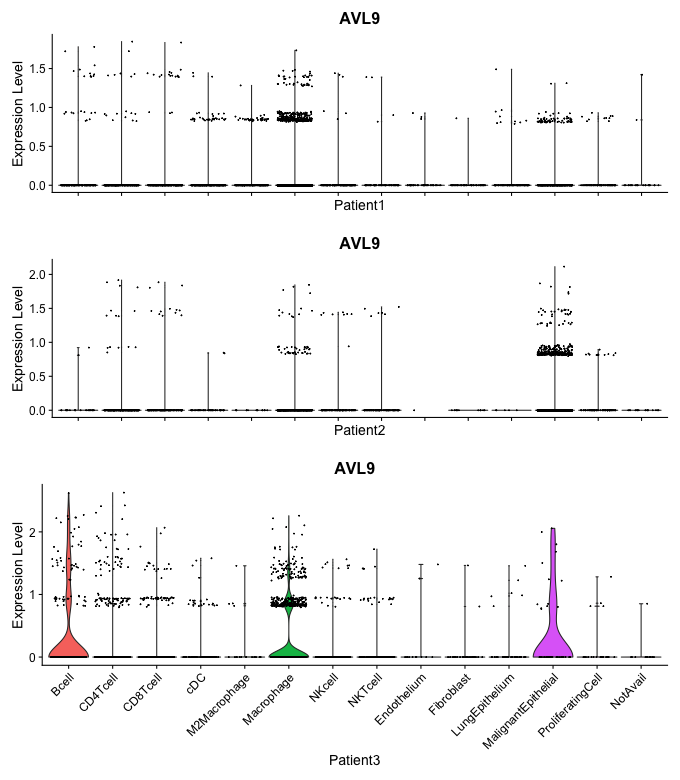 AVL9
Expression Level
1.5
1.0
0.5
0.0
Patient1
AVL9
Expression Level
2.0
1.5
1.0
0.5
0.0
Patient2
AVL9
Expression Level
2
1
0
Bcell
CD4Tcell
CD8Tcell
cDC
M2Macrophage
Macrophage
NKcell
NKTcell
Endothelium
Fibroblast
LungEpithelium
MalignantEpithelial
ProliferatingCell
NotAvail
Patient3